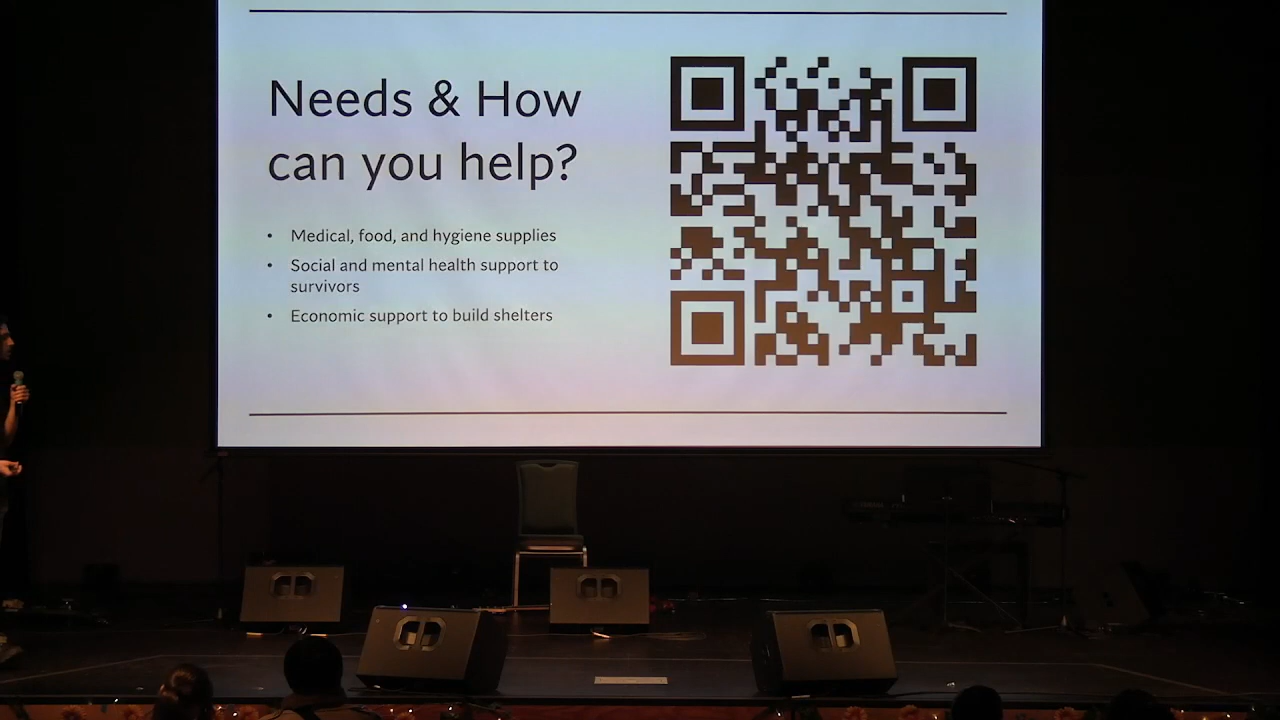 Needs & How
can you help?
• Medical, food, and hygiene supplies
• Social and mental health support to
survivors
• Economic support to build shelters